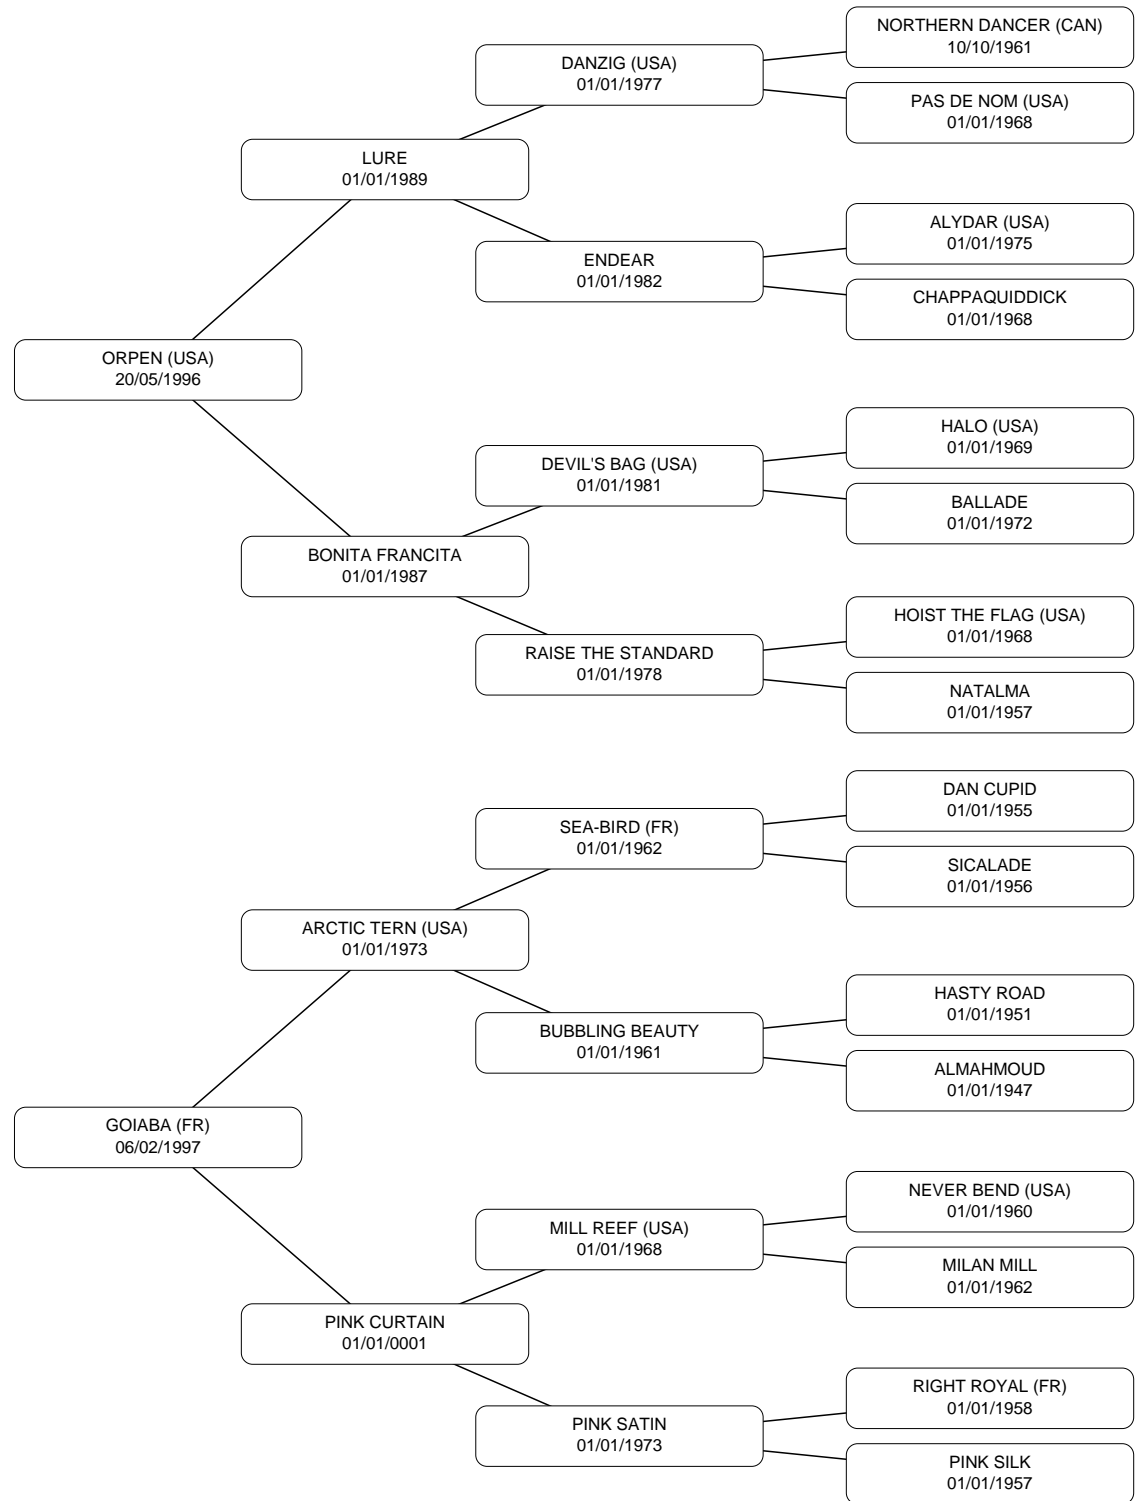 NORTHERN DANCER (CAN)
10/10/1961
DANZIG (USA)
01/01/1977
PAS DE NOM (USA)
01/01/1968
LURE
01/01/1989
ALYDAR (USA)
01/01/1975
ENDEAR
01/01/1982
CHAPPAQUIDDICK
01/01/1968
ORPEN (USA)
20/05/1996
HALO (USA)
01/01/1969
DEVIL'S BAG (USA)
01/01/1981
BALLADE
01/01/1972
BONITA FRANCITA
01/01/1987
HOIST THE FLAG (USA)
01/01/1968
RAISE THE STANDARD
01/01/1978
NATALMA
01/01/1957
DAN CUPID
01/01/1955
SEA-BIRD (FR)
01/01/1962
SICALADE
01/01/1956
ARCTIC TERN (USA)
01/01/1973
HASTY ROAD
01/01/1951
BUBBLING BEAUTY
01/01/1961
ALMAHMOUD
01/01/1947
GOIABA (FR)
06/02/1997
NEVER BEND (USA)
01/01/1960
MILL REEF (USA)
01/01/1968
MILAN MILL
01/01/1962
PINK CURTAIN
01/01/0001
RIGHT ROYAL (FR)
01/01/1958
PINK SATIN
01/01/1973
PINK SILK
01/01/1957